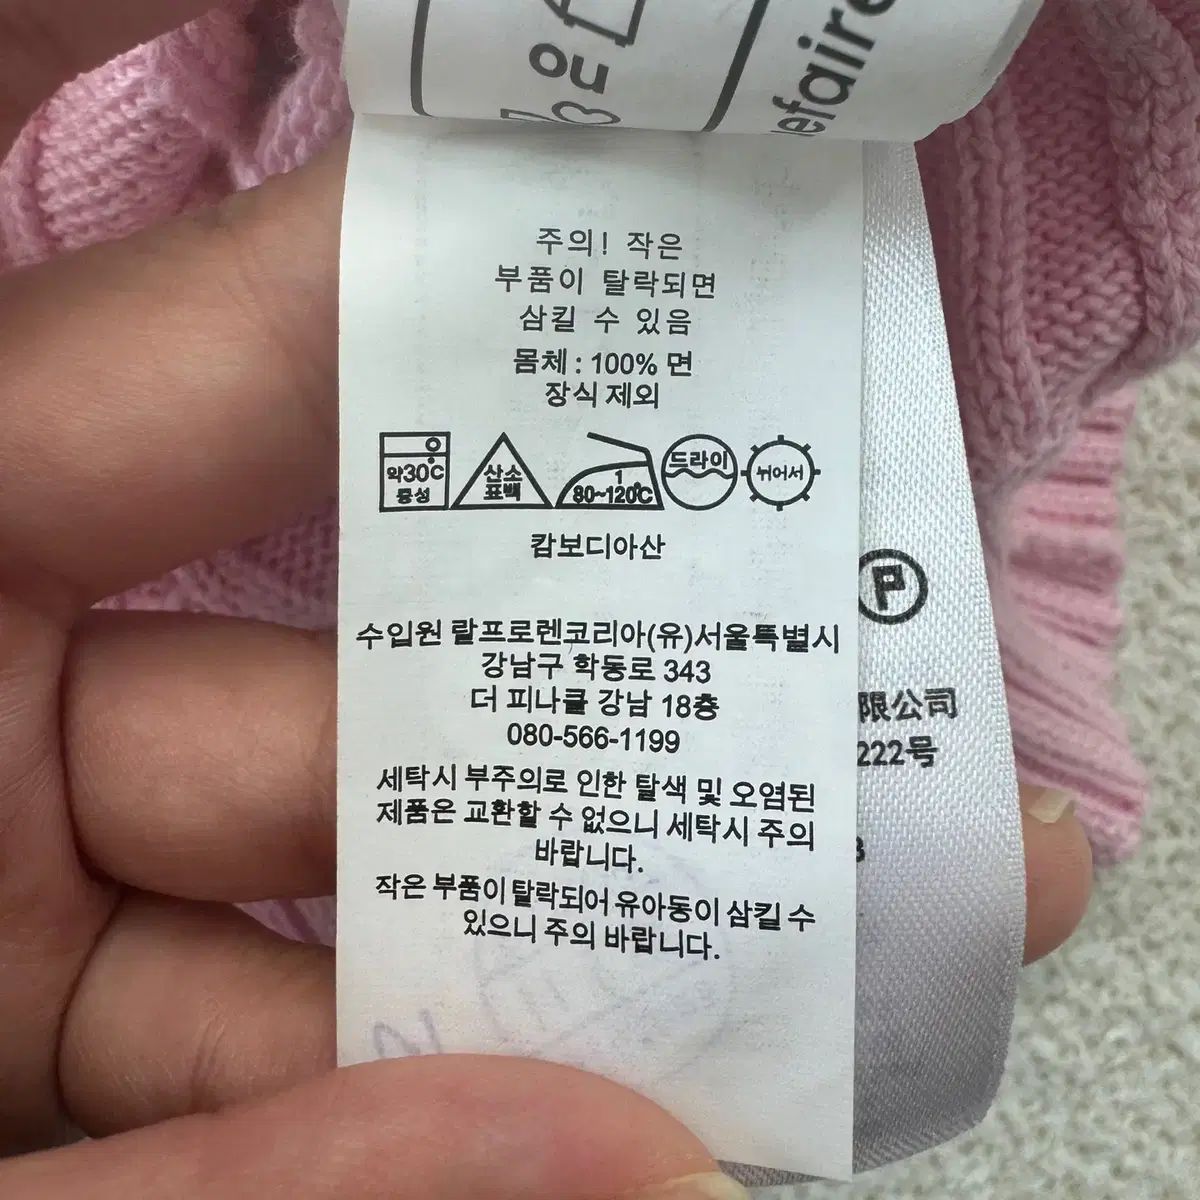 efaire
주의! 작은
부품이 탈락되면
삼킬 수 있음
몸체 : 100% 면
장식 제외
약30℃
중성
산소
표백
1
80~120℃
드라이
뉘어서
캄보디아산
P
수입원 랄프로렌코리아(유)서울특별시
강남구 학동로 343
더 피나클 강남 18층
080-566-1199
限公司
222号
세탁시 부주의로 인한 탈색 및 오염된
제품은 교환할 수 없으니 세탁시 주의
바랍니다.
작은 부품이 탈락되어 유아동이 삼킬 수
있으니 주의 바랍니다.